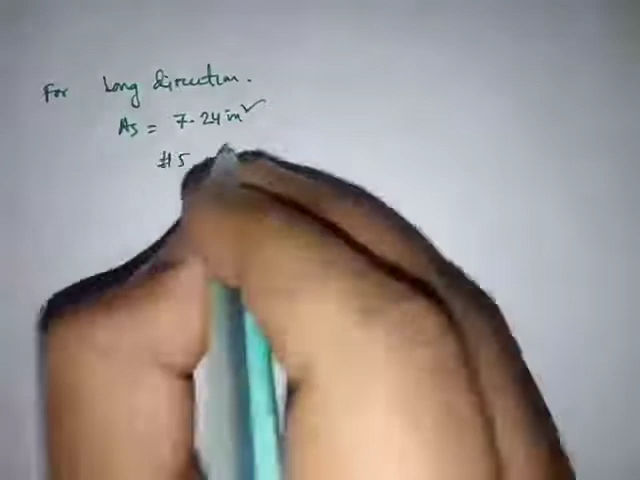 For Long direction.
As = 7.24 in²
#5